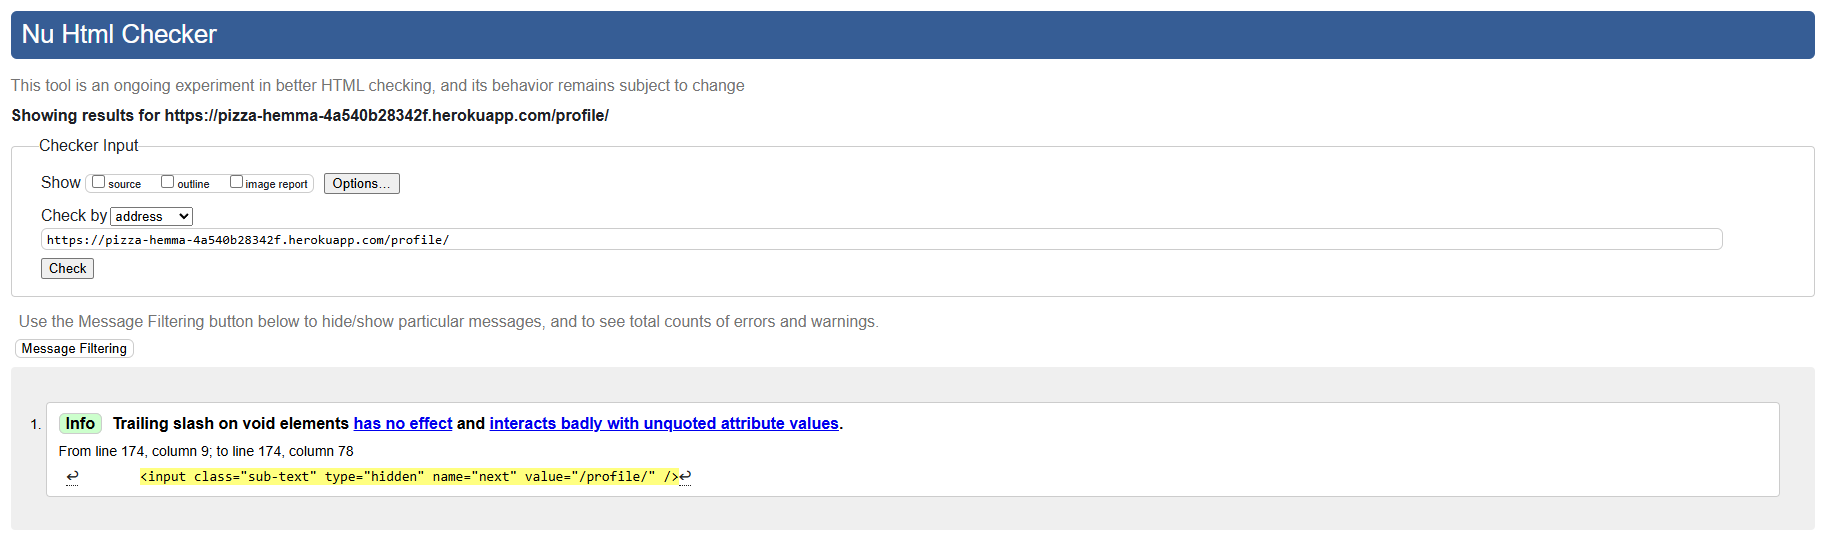 Nu Html Checker
This tool is an ongoing experiment in better HTML checking, and its behavior remains subject to change
Showing results for https://pizza-hemma-4a540b28342f.herokuapp.com/profile/
Checker Input
Show source outline image report Options...
Check by address
https://pizza-hemma-4a540b28342f.herokuapp.com/profile/
Check
Use the Message Filtering button below to hide/show particular messages, and to see total counts of errors and warnings.
Message Filtering
1. Info Trailing slash on void elements has no effect and interacts badly with unquoted attribute values.
From line 174, column 9; to line 174, column 78
↩ <input class="sub-text" type="hidden" name="next" value="/profile/" />↩